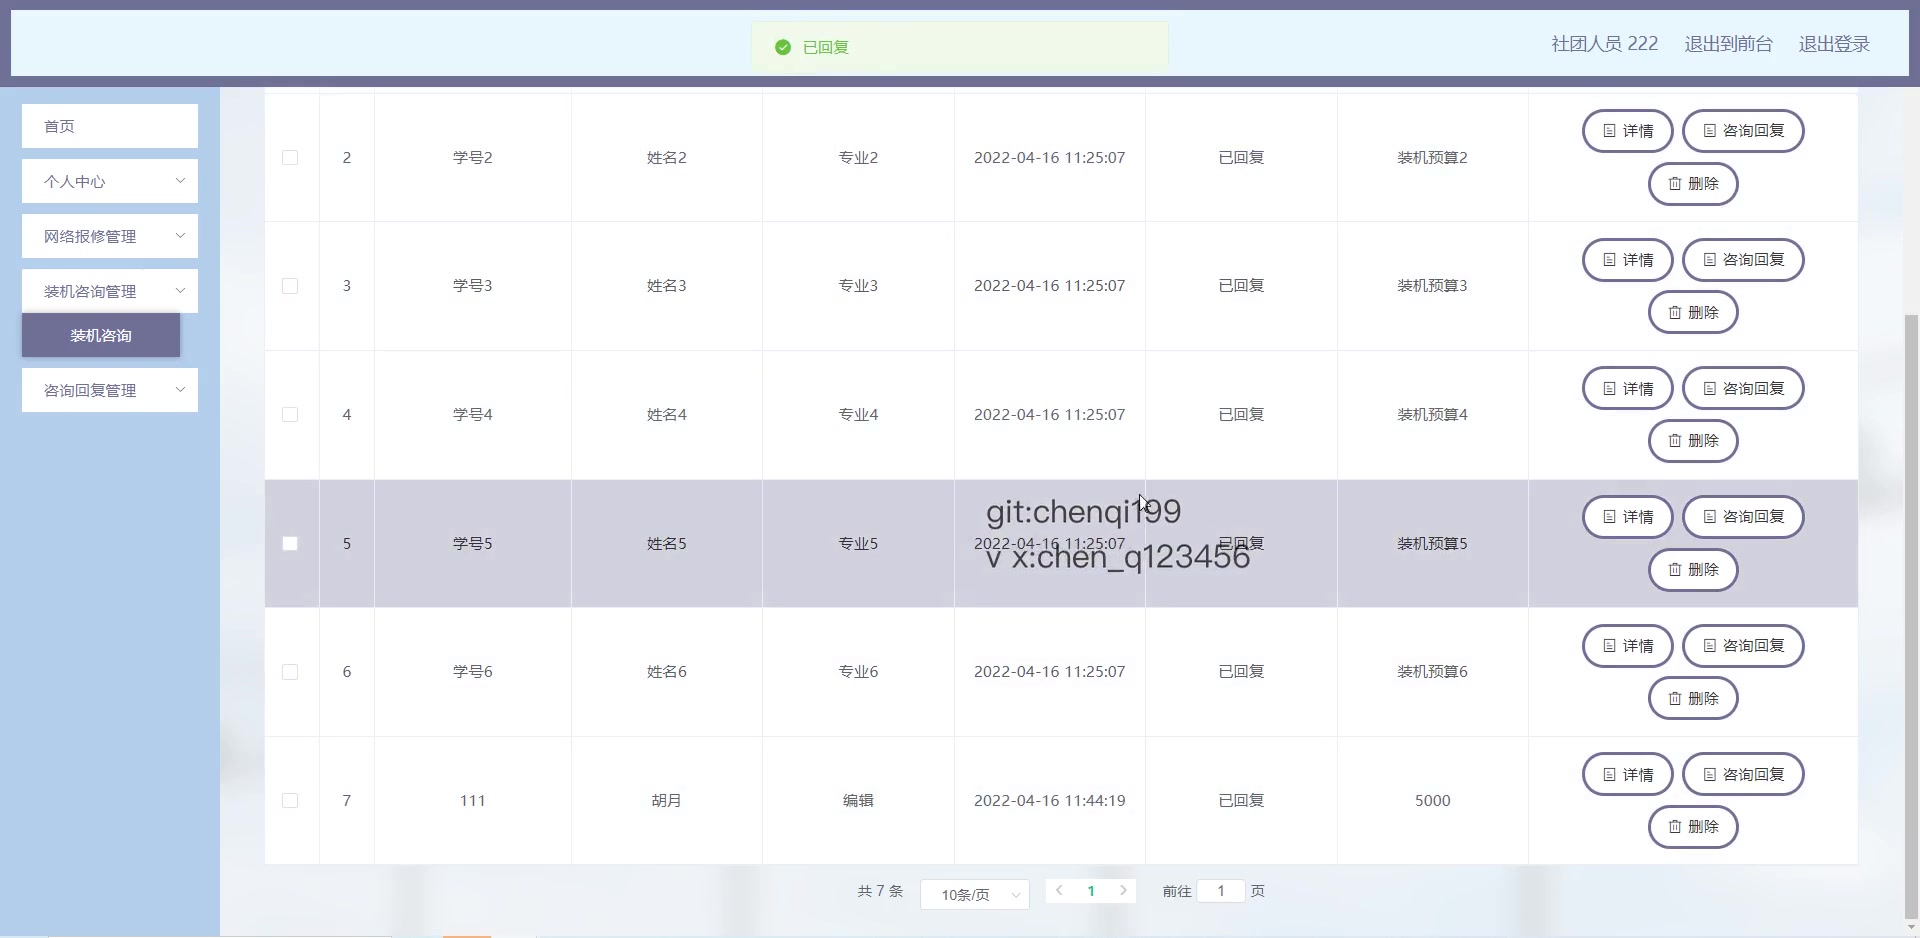 已回复
社团人员 222 退出到前台 退出登录
首页
个人中心
网络报修管理
装机咨询管理
装机咨询
咨询回复管理
2 学号2 姓名2 专业2 2022-04-16 11:25:07 已回复 装机预算2 详情 咨询回复
删除
3 学号3 姓名3 专业3 2022-04-16 11:25:07 已回复 装机预算3 详情 咨询回复
删除
4 学号4 姓名4 专业4 2022-04-16 11:25:07 已回复 装机预算4 详情 咨询回复
删除
5 学号5 姓名5 专业5 2022-04-16 11:25:07 已回复 装机预算5 详情 咨询回复
删除
git:chenqi199
v x:chen_q123456
6 学号6 姓名6 专业6 2022-04-16 11:25:07 已回复 装机预算6 详情 咨询回复
删除
7 111 胡月 编辑 2022-04-16 11:44:19 已回复 5000 详情 咨询回复
删除
共 7 条 10条/页 1 前往 1 页